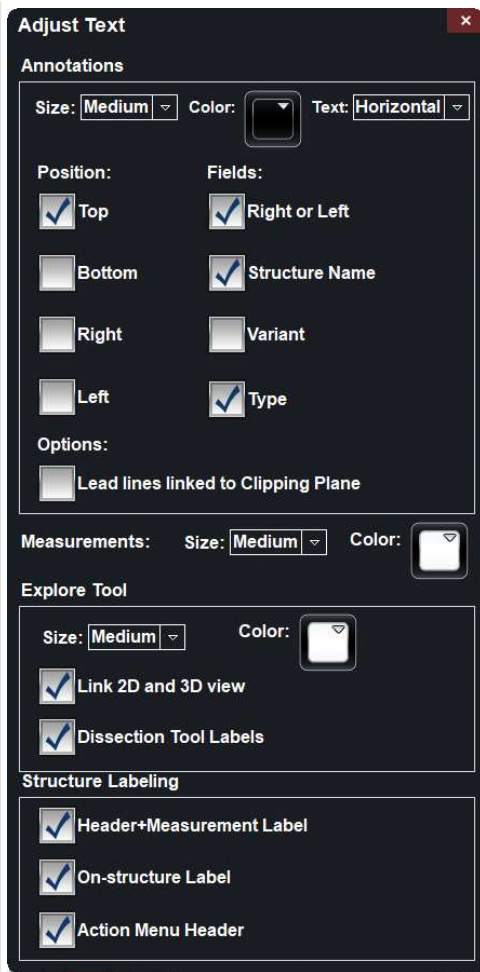 Adjust Text
Annotations
Size: Medium Color: Text: Horizontal
Position: Fields:
Top Right or Left
Bottom Structure Name
Right Variant
Left Type
Options:
Lead lines linked to Clipping Plane
Measurements: Size: Medium Color:
Explore Tool
Size: Medium Color:
Link 2D and 3D view
Dissection Tool Labels
Structure Labeling
Header+Measurement Label
On-structure Label
Action Menu Header